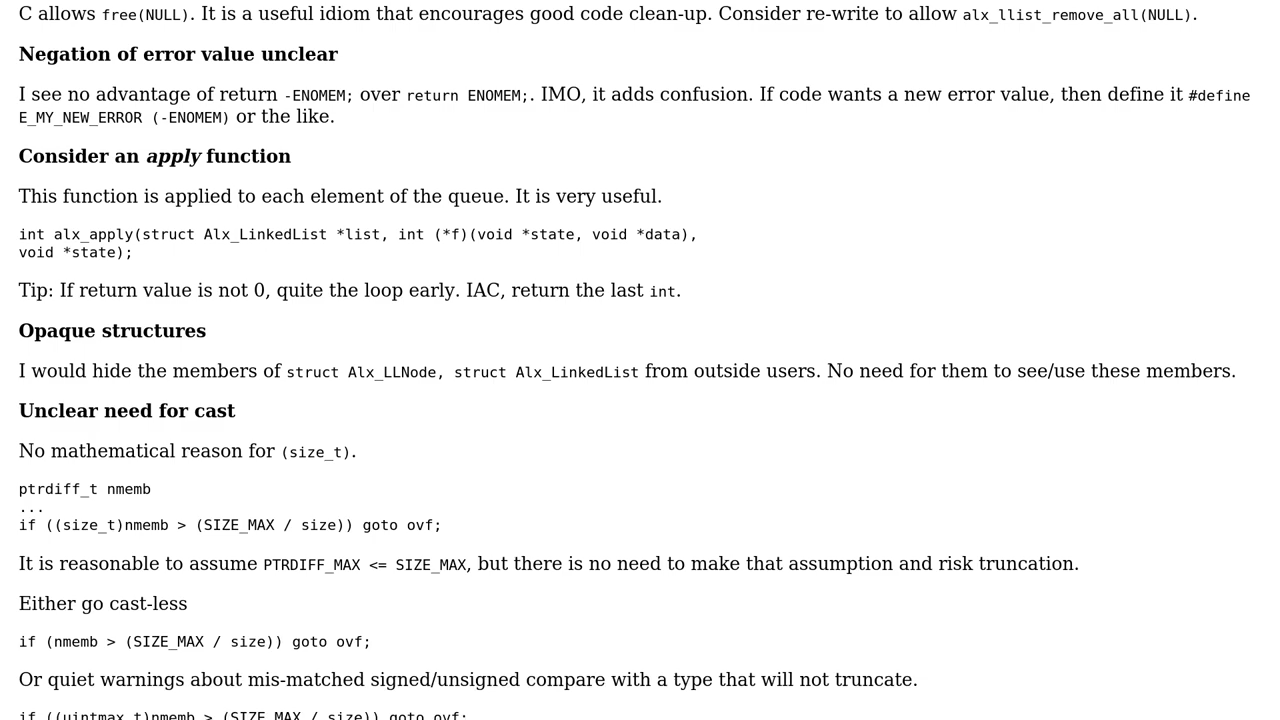 C allows free(NULL). It is a useful idiom that encourages good code clean-up. Consider re-write to allow alx_llist_remove_all(NULL).
Negation of error value unclear
I see no advantage of return -ENOMEM; over return ENOMEM;. IMO, it adds confusion. If code wants a new error value, then define it #define
E_MY_NEW_ERROR (-ENOMEM) or the like.
Consider an apply function
This function is applied to each element of the queue. It is very useful.
int alx_apply(struct Alx_LinkedList *list, int (*f)(void *state, void *data),
void *state);
Tip: If return value is not 0, quite the loop early. IAC, return the last int.
Opaque structures
I would hide the members of struct Alx_LLNode, struct Alx_LinkedList from outside users. No need for them to see/use these members.
Unclear need for cast
No mathematical reason for (size_t).
ptrdiff_t nmemb
...
if ((size_t)nmemb > (SIZE_MAX / size)) goto ovf;
It is reasonable to assume PTRDIFF_MAX <= SIZE_MAX, but there is no need to make that assumption and risk truncation.
Either go cast-less
if (nmemb > (SIZE_MAX / size)) goto ovf;
Or quiet warnings about mis-matched signed/unsigned compare with a type that will not truncate.
if ((uintmax_t)nmemb > (SIZE_MAX / size)) goto ovf;